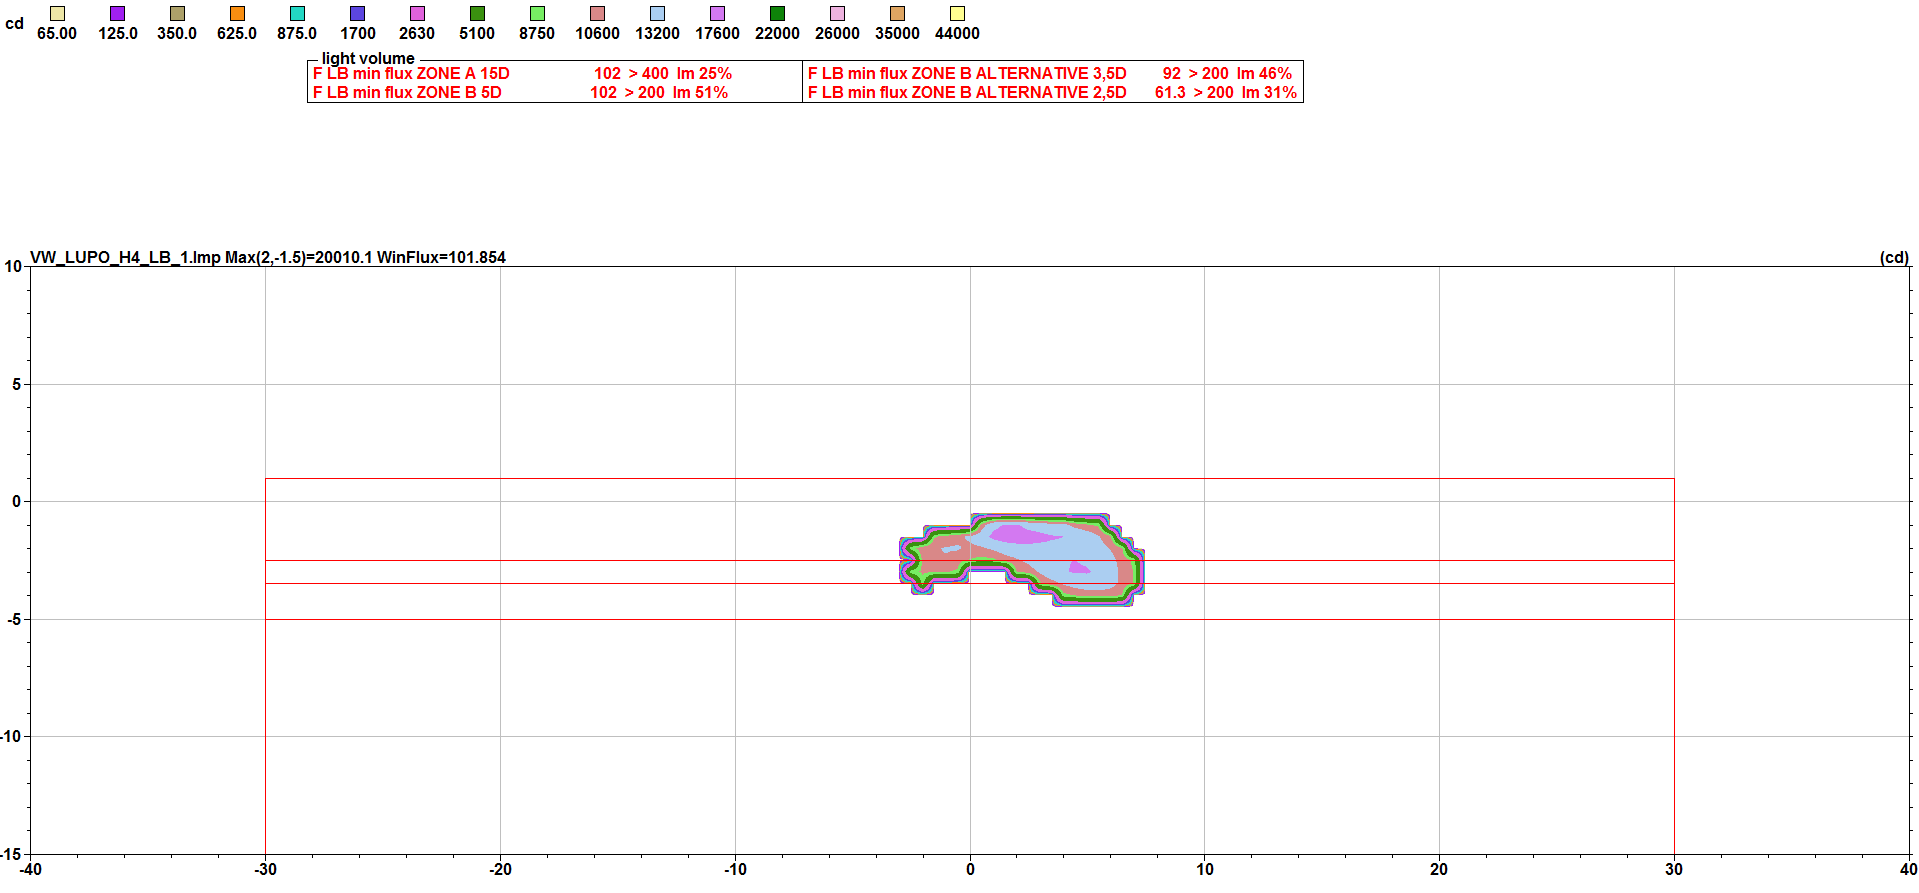 cd 65.00 125.0 350.0 625.0 875.0 1700 2630 5100 8750 10600 13200 17600 22000 26000 35000 44000
light volume
F LB min flux ZONE A 15D 102 > 400 lm 25% F LB min flux ZONE B ALTERNATIVE 3,5D 92 > 200 lm 46%
F LB min flux ZONE B 5D 102 > 200 lm 51% F LB min flux ZONE B ALTERNATIVE 2,5D 61.3 > 200 lm 31%
VW_LUPO_H4_LB_1.lmp Max(2,-1.5)=20010.1 WinFlux=101.854 (cd)
10
5
0
-5
-10
-15
-40 -30 -20 -10 0 10 20 30 40